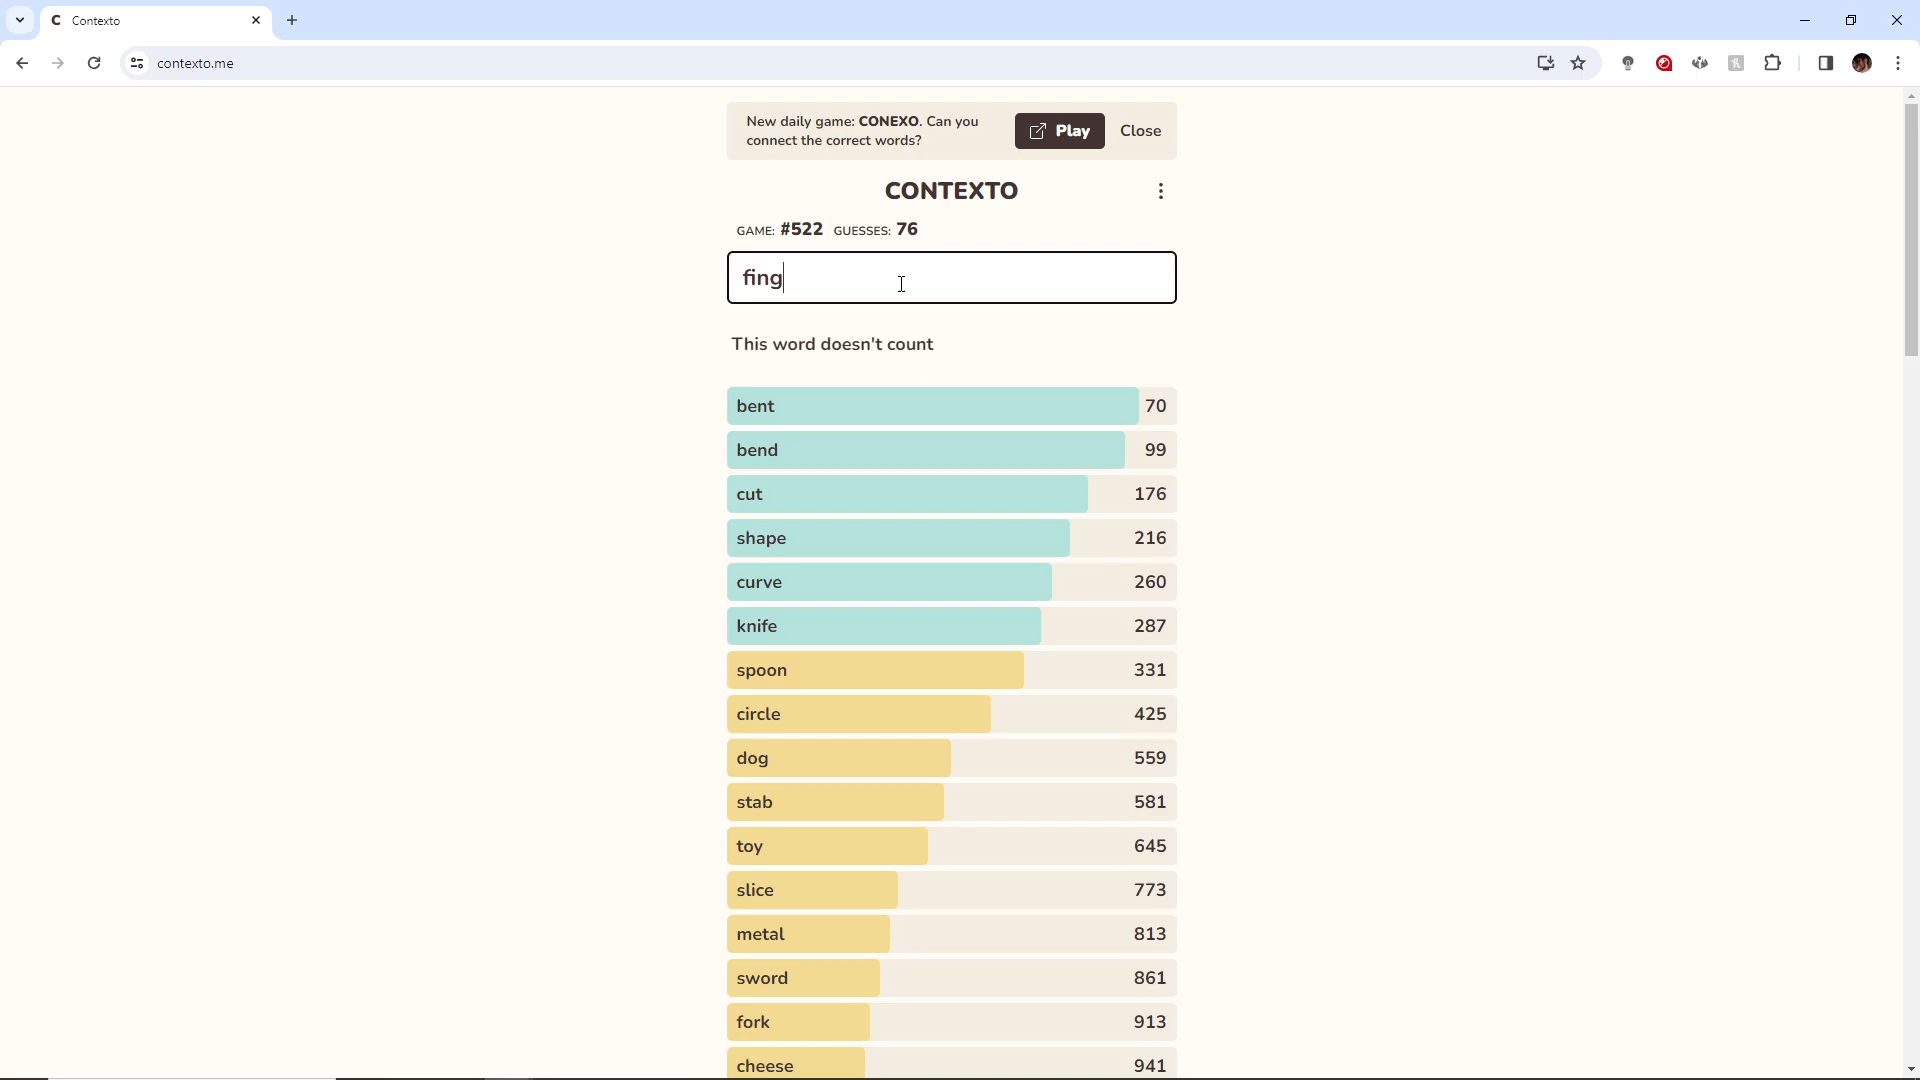 C Contexto
contexto.me
New daily game: CONEXO. Can you
connect the correct words?
Play
Close
CONTEXTO
GAME: #522 GUESSES: 76
fing
This word doesn't count
bent 70
bend 99
cut 176
shape 216
curve 260
knife 287
spoon 331
circle 425
dog 559
stab 581
toy 645
slice 773
metal 813
sword 861
fork 913
cheese 941